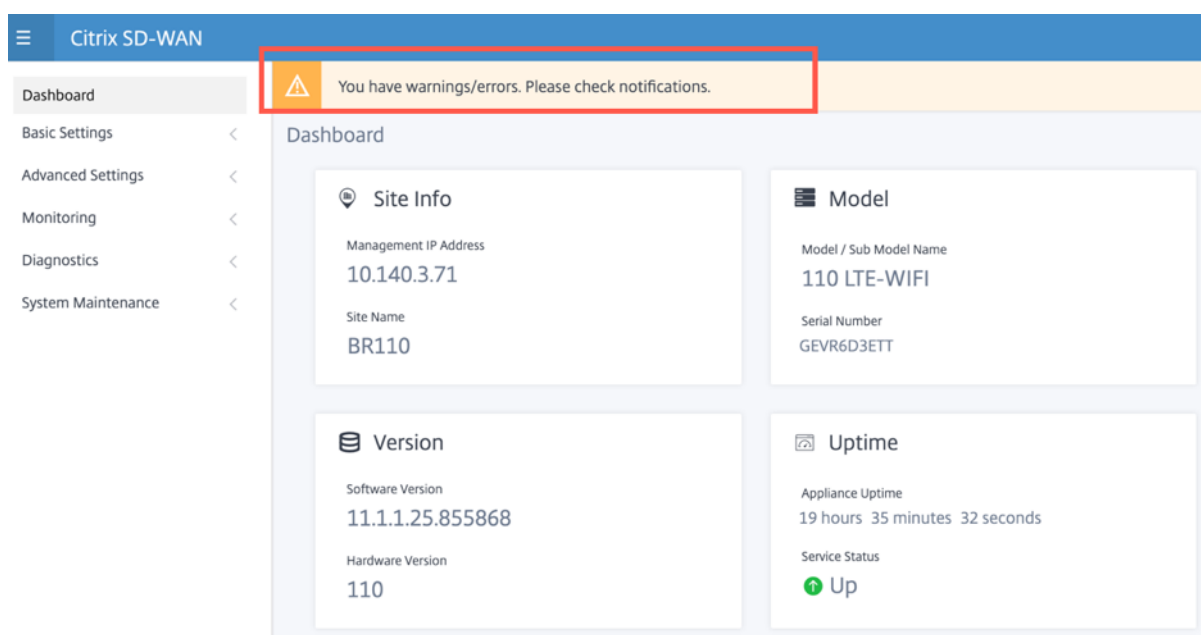 Citrix SD-WAN
You have warnings/errors. Please check notifications.
Dashboard
Basic Settings
Advanced Settings
Monitoring
Diagnostics
System Maintenance
Dashboard
Site Info
Management IP Address
10.140.3.71
Site Name
BR110
Model
Model / Sub Model Name
110 LTE-WIFI
Serial Number
GEVR6D3ETT
Version
Software Version
11.1.1.25.855868
Hardware Version
110
Uptime
Appliance Uptime
19 hours 35 minutes 32 seconds
Service Status
Up